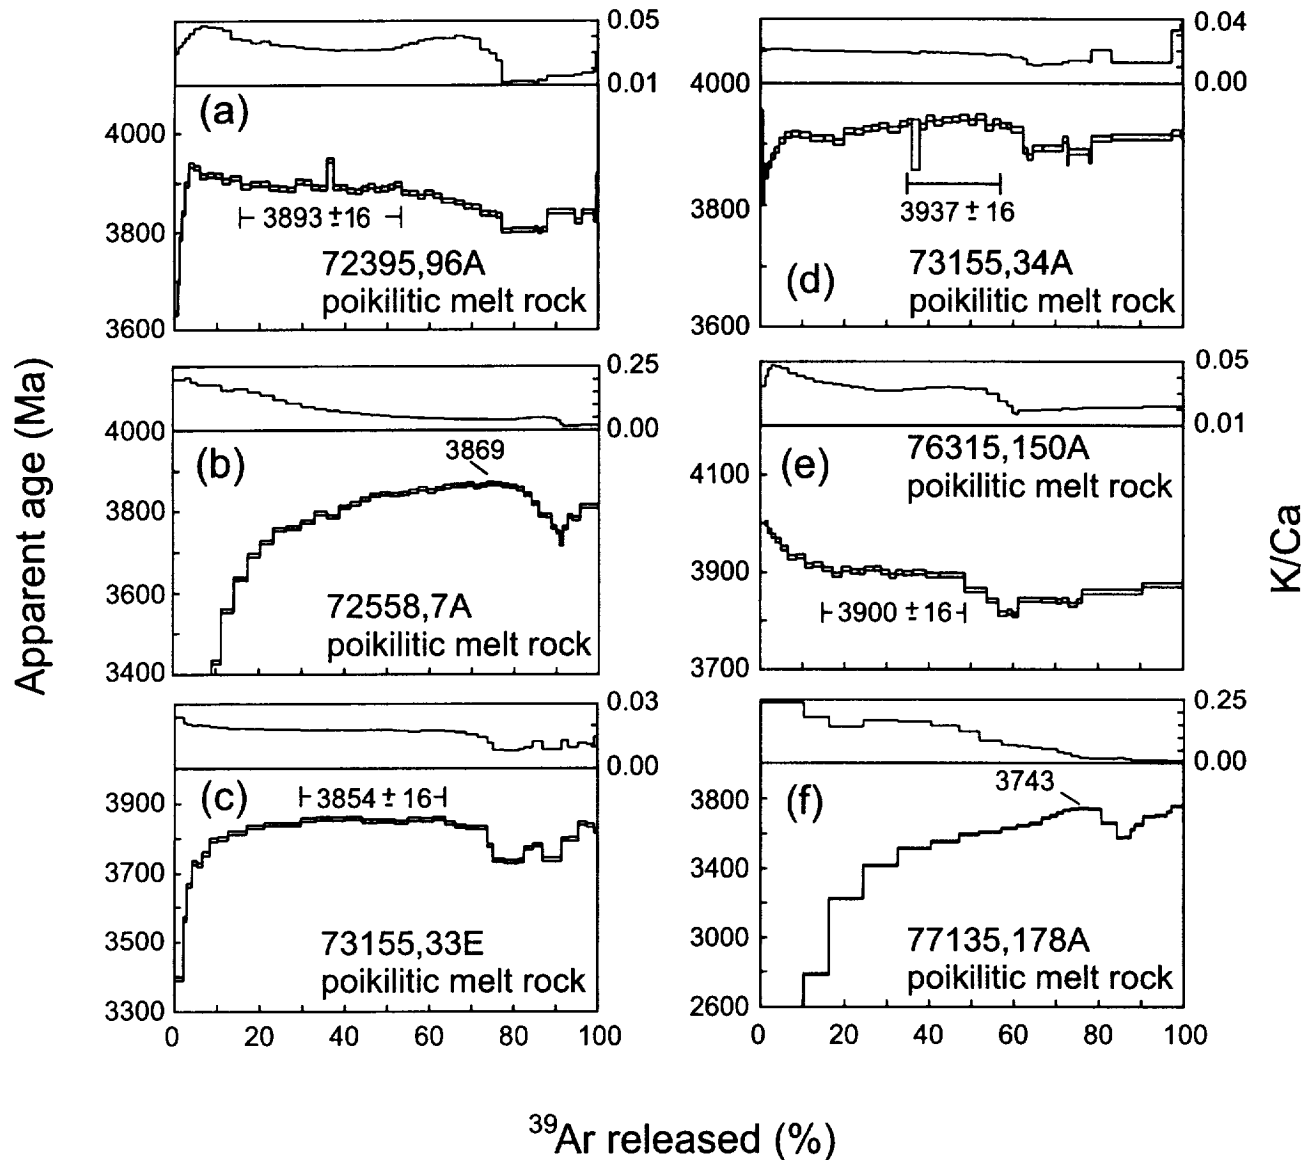 Apparent age (Ma)
0.05
0.01
(a)
4000
3800
3600
3893 ± 16
72395,96A
poikilitic melt rock
0.25
0.00
(b)
4000
3800
3600
3400
3869
72558,7A
poikilitic melt rock
0.03
0.00
(c)
3900
3700
3500
3300
3854 ± 16
73155,33E
poikilitic melt rock
0 20 40 60 80 100
0.04
0.00
4000
3800
3600
3937 ± 16
(d)
73155,34A
poikilitic melt rock
0.05
0.01
(e)
76315,150A
poikilitic melt rock
4100
3900
3700
3900 ± 16
0.25
0.00
(f)
3743
3800
3400
3000
2600
77135,178A
poikilitic melt rock
0 20 40 60 80 100
K/Ca
³⁹Ar released (%)